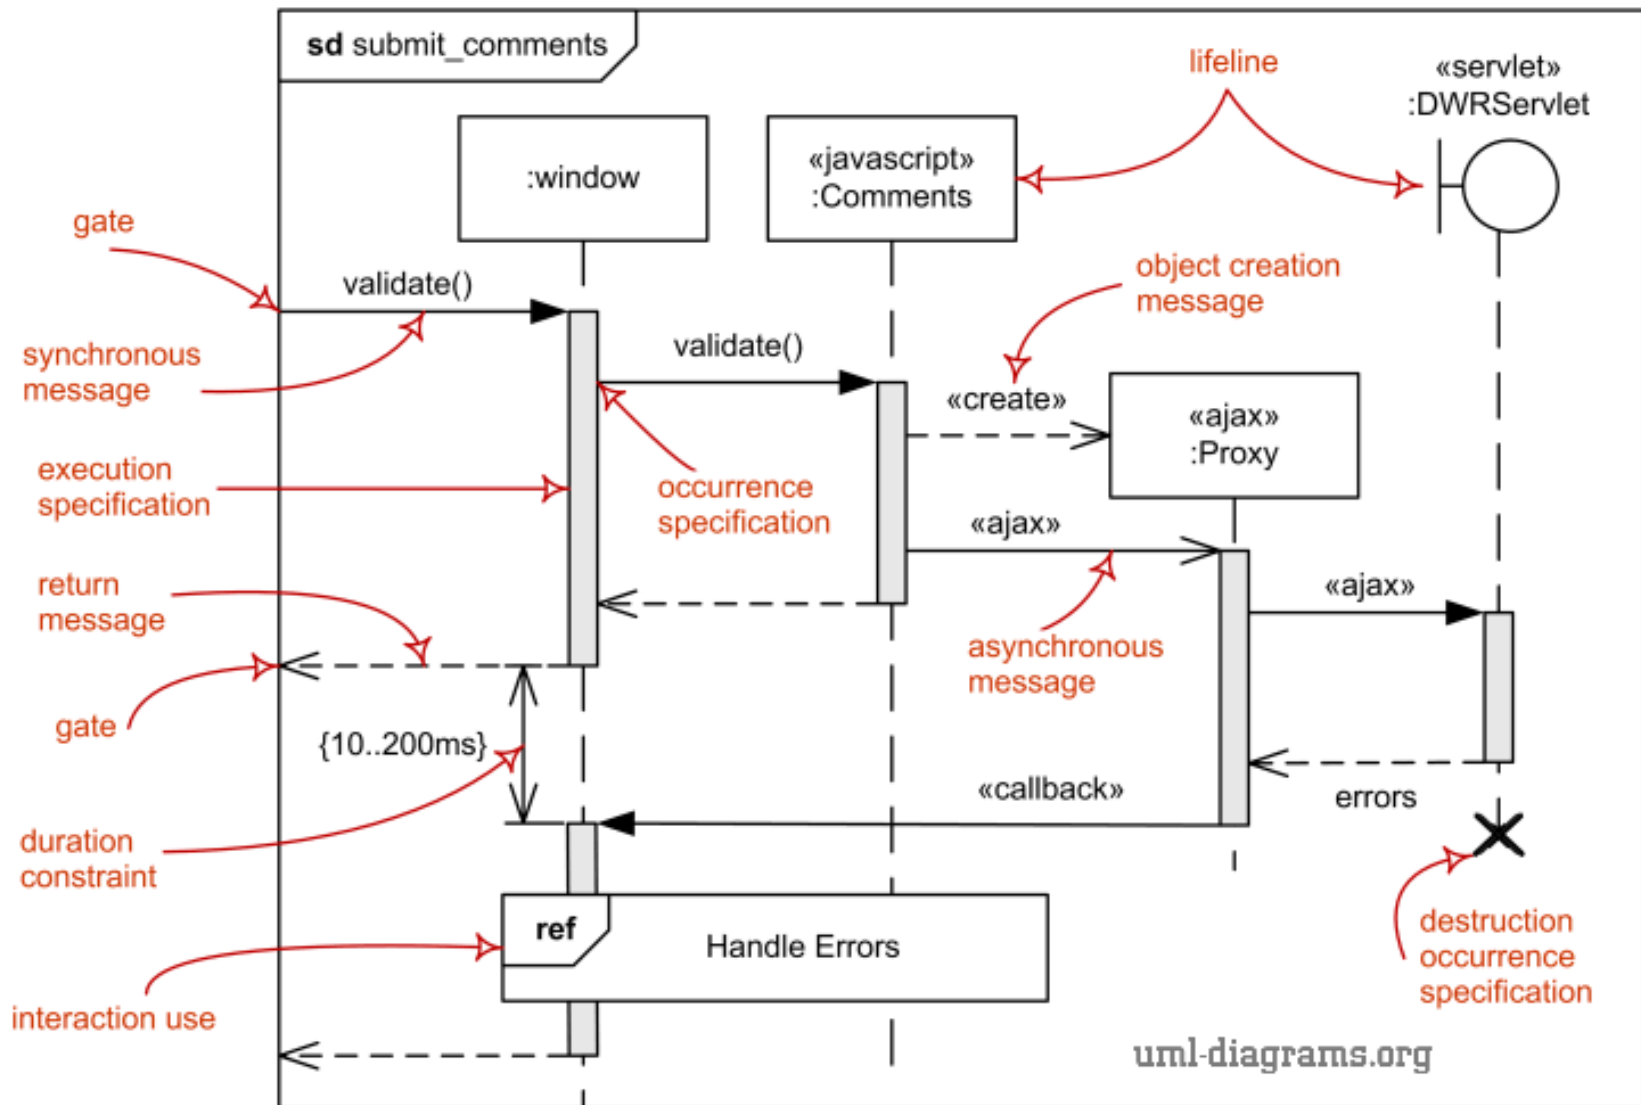 sd submit_comments
lifeline
«servlet»
:DWRServlet
:window
«javascript»
:Comments
gate
validate()
object creation
message
synchronous
message
validate()
«create»
«ajax»
:Proxy
execution
specification
occurrence
specification
«ajax»
return
message
«ajax»
asynchronous
message
gate
{10..200ms}
«callback»
errors
duration
constraint
ref
Handle Errors
destruction
occurrence
specification
interaction use
uml-diagrams.org